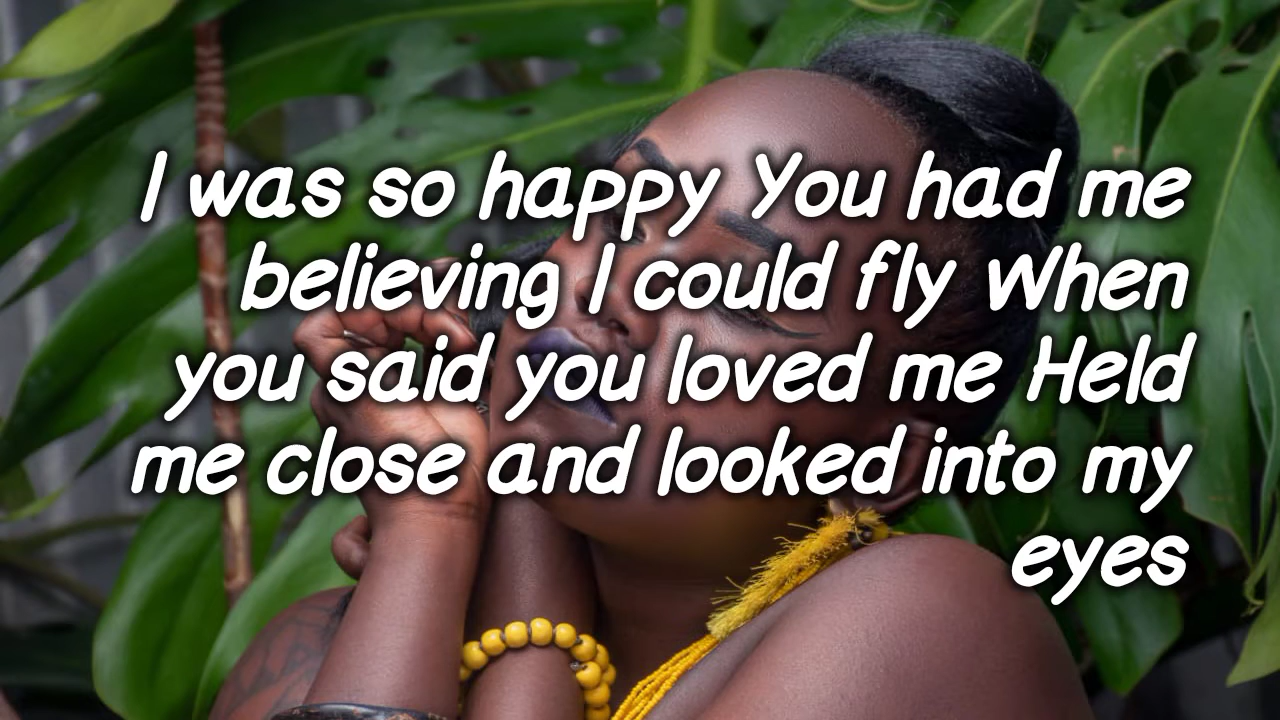 I was so happy You had me
believing I could fly When
you said you loved me Held
me close and looked into my
eyes